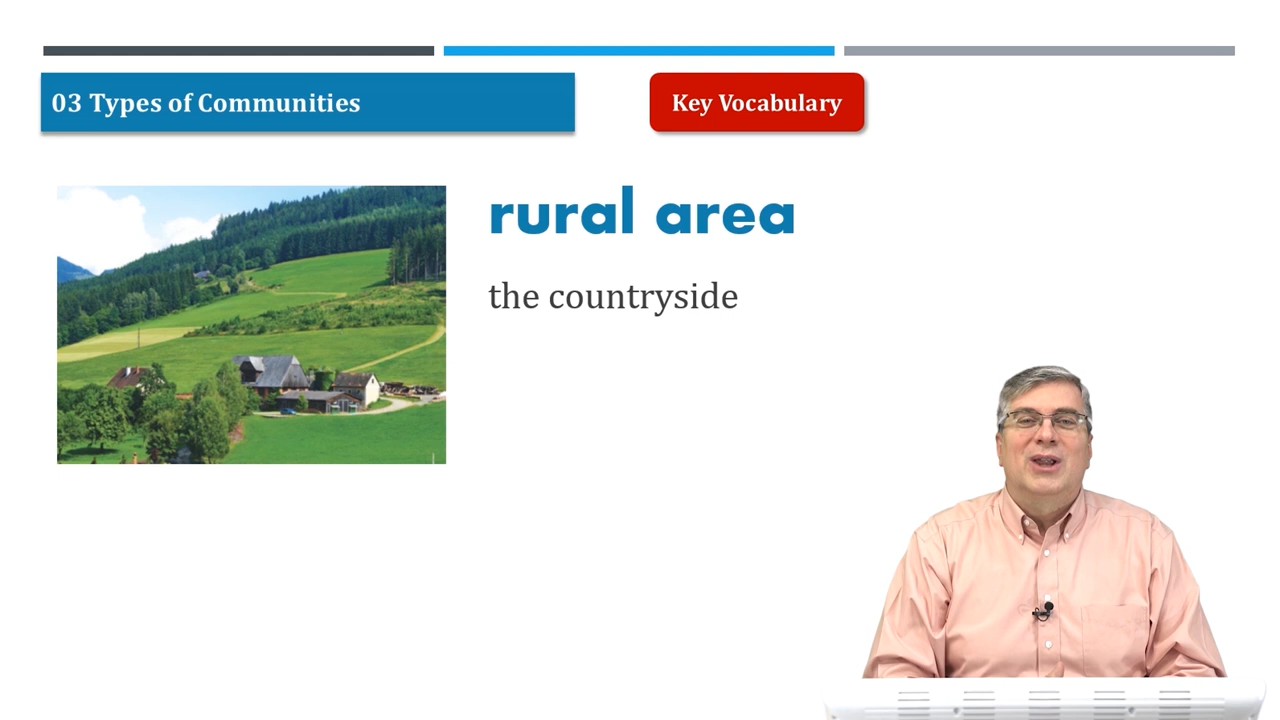 03 Types of Communities
Key Vocabulary
rural area
the countryside